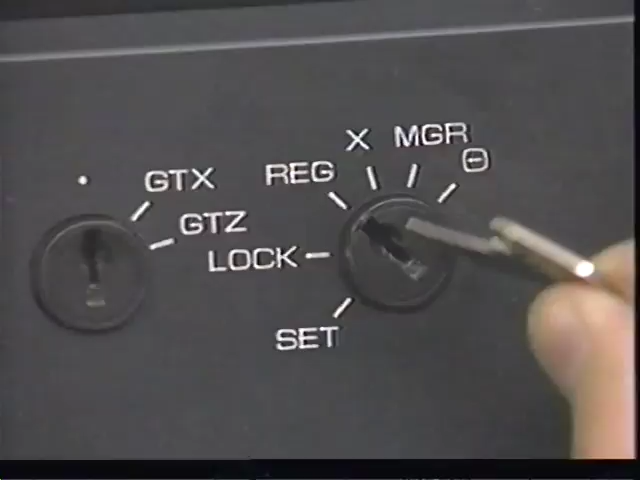 X MGR
GTX REG
GTZ
LOCK
SET